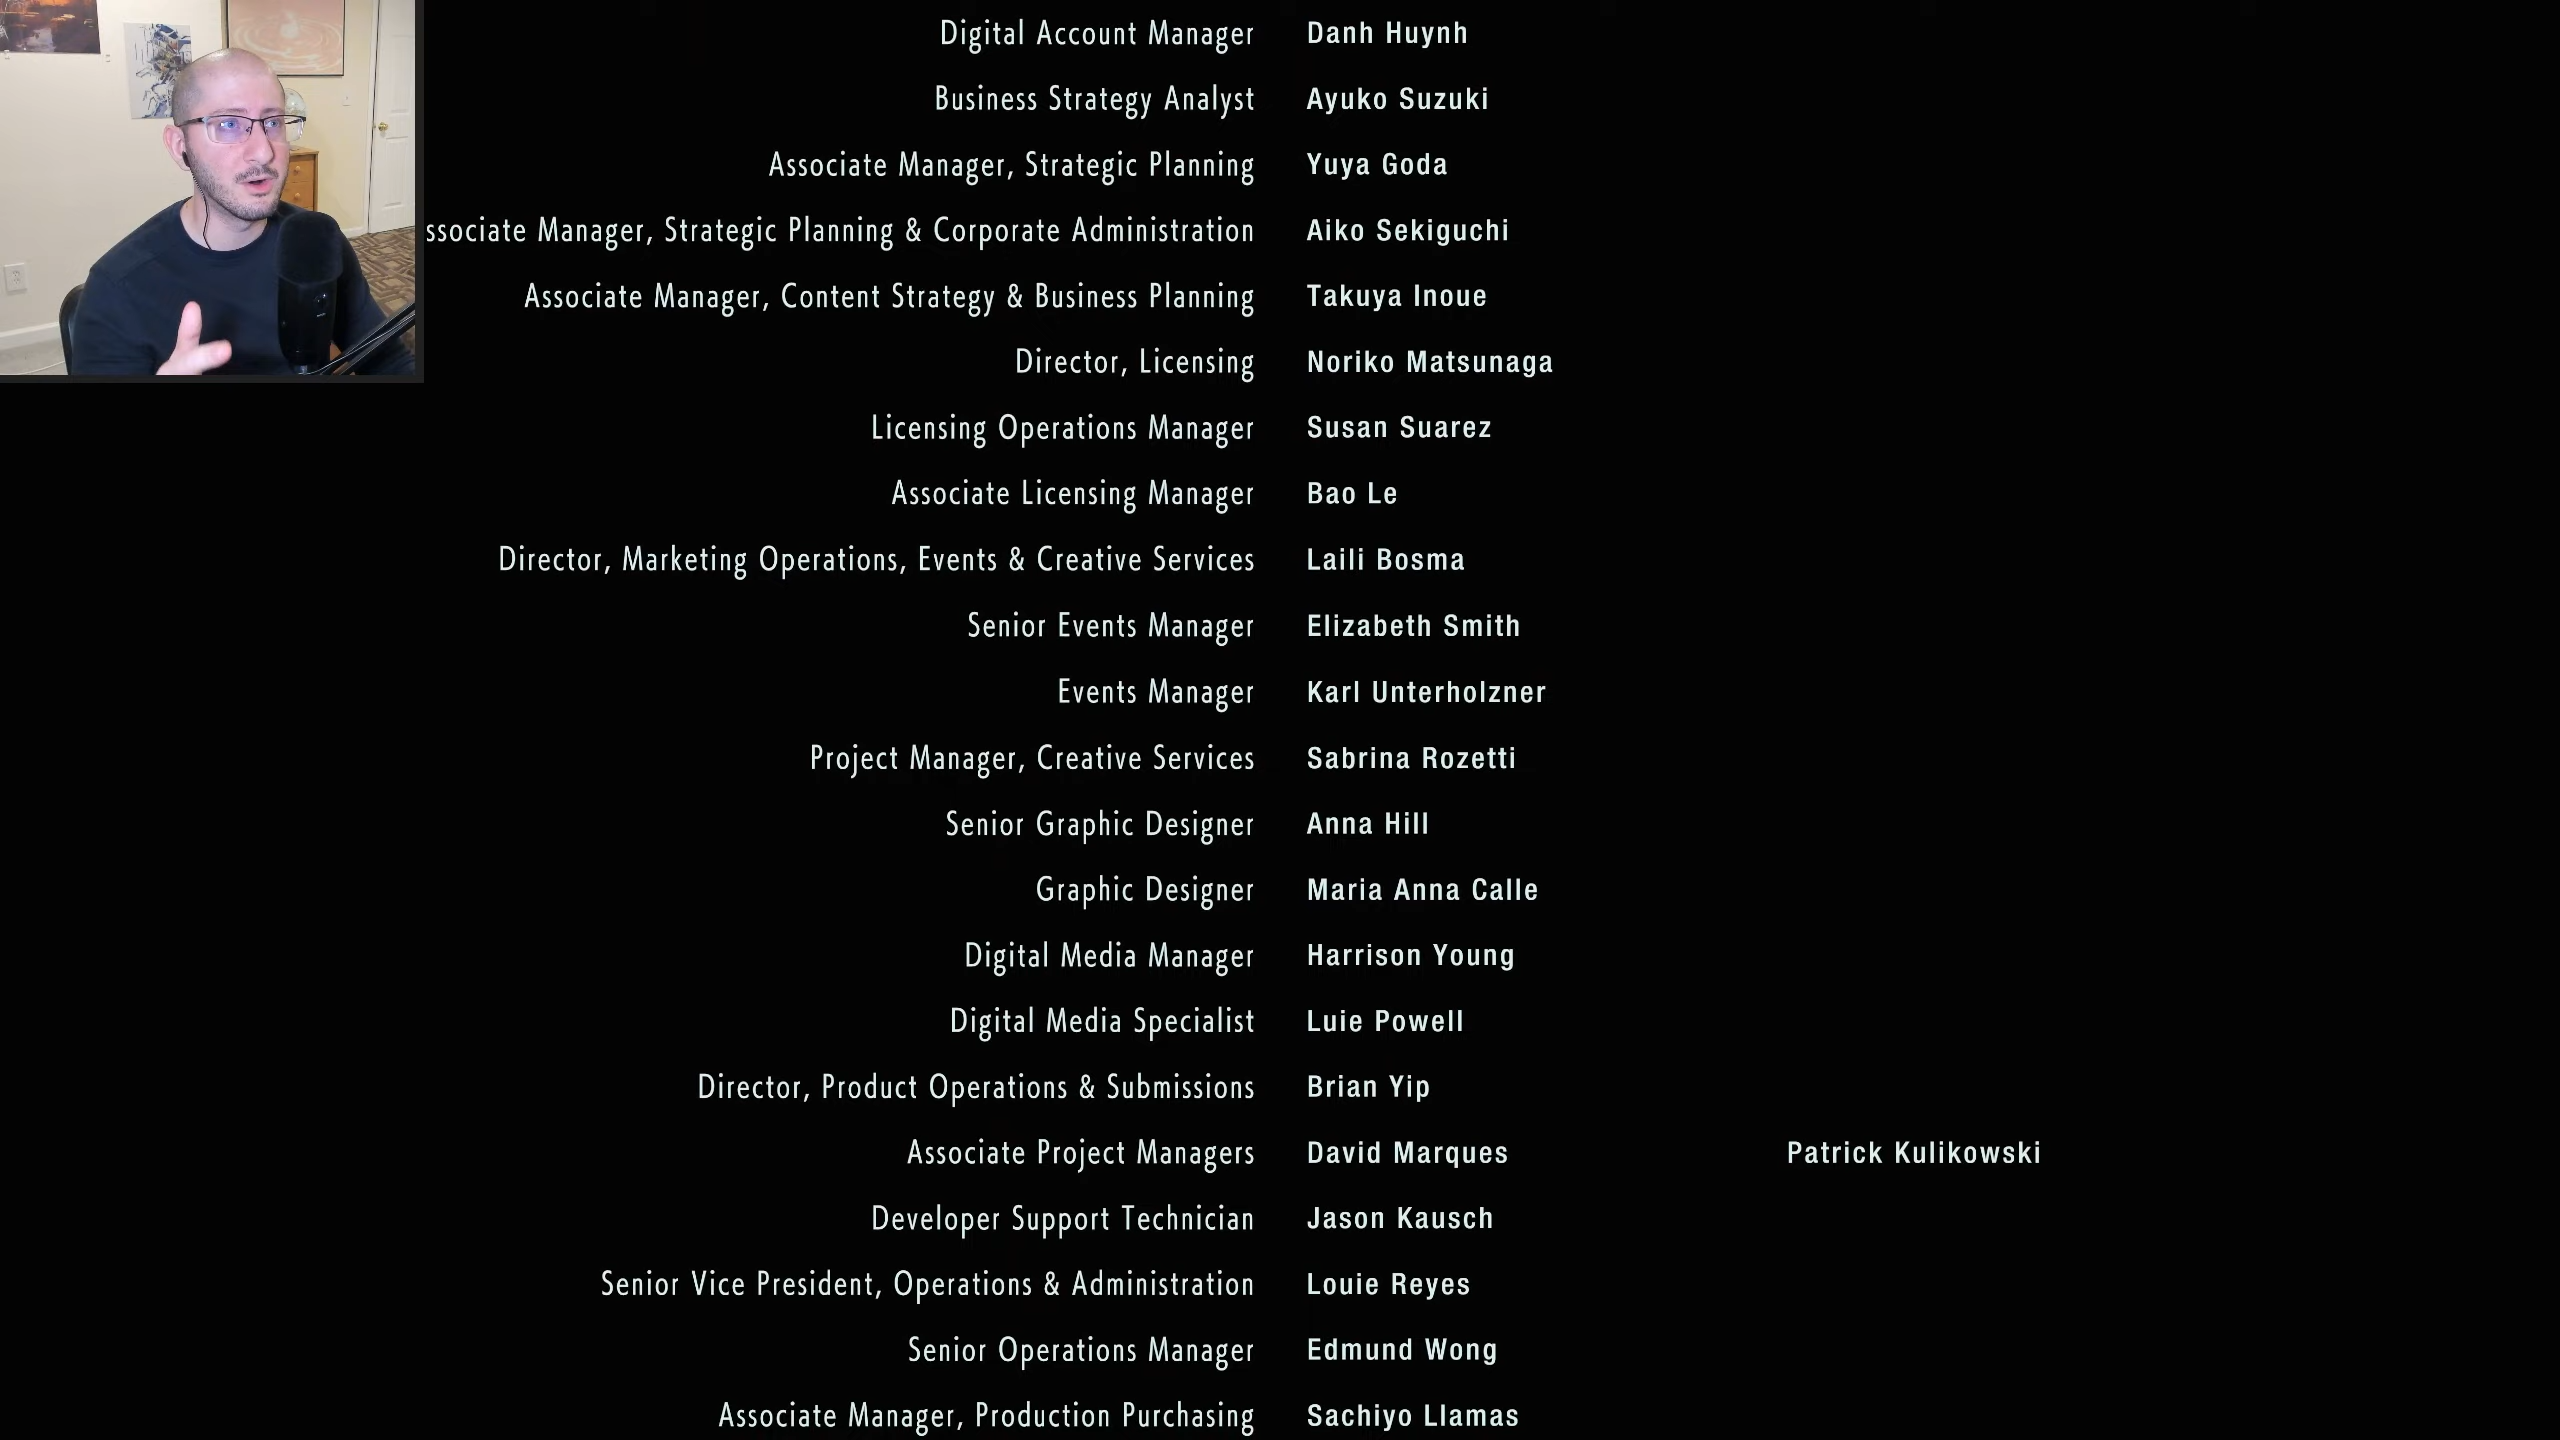 Digital Account Manager Danh Huynh
Business Strategy Analyst Ayuko Suzuki
Associate Manager, Strategic Planning Yuya Goda
ssociate Manager, Strategic Planning & Corporate Administration Aiko Sekiguchi
Associate Manager, Content Strategy & Business Planning Takuya Inoue
Director, Licensing Noriko Matsunaga
Licensing Operations Manager Susan Suarez
Associate Licensing Manager Bao Le
Director, Marketing Operations, Events & Creative Services Laili Bosma
Senior Events Manager Elizabeth Smith
Events Manager Karl Unterholzner
Project Manager, Creative Services Sabrina Rozetti
Senior Graphic Designer Anna Hill
Graphic Designer Maria Anna Calle
Digital Media Manager Harrison Young
Digital Media Specialist Luie Powell
Director, Product Operations & Submissions Brian Yip
Associate Project Managers David Marques Patrick Kulikowski
Developer Support Technician Jason Kausch
Senior Vice President, Operations & Administration Louie Reyes
Senior Operations Manager Edmund Wong
Associate Manager, Production Purchasing Sachiyo Llamas